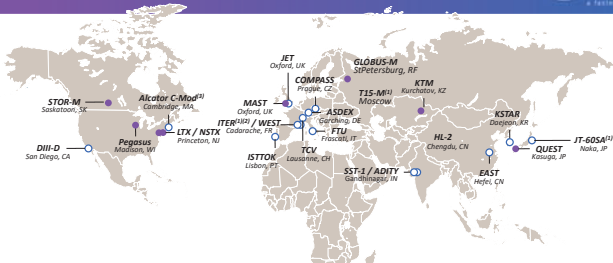 JET
Oxford, UK
GLOBUS-M
StPetersburg, RF
COMPASS
Prague, CZ
KTM
Kurchatov, KZ
T15-M(1)
Moscow
Alcator C-Mod(3)
Cambridge, MA
STOR-M
Saskatoon, SK
MAST
Oxford, UK
ASDEX
Garching, DE
KSTAR
Daejeon, KR
ITER(1)(2) / WEST
Cadarache, FR
FTU
Frascati, IT
LTX / NSTX
Princeton, NJ
HL-2
Chengdu, CN
JT-60SA(1)
Naka, JP
Pegasus
Madison, WI
DIII-D
San Diego, CA
TCV
Lausanne, CH
QUEST
Kasuga, JP
ISTTOK
Lisbon, PT
SST-1 / ADITY
Gandhinagar, IN
EAST
Hefei, CN